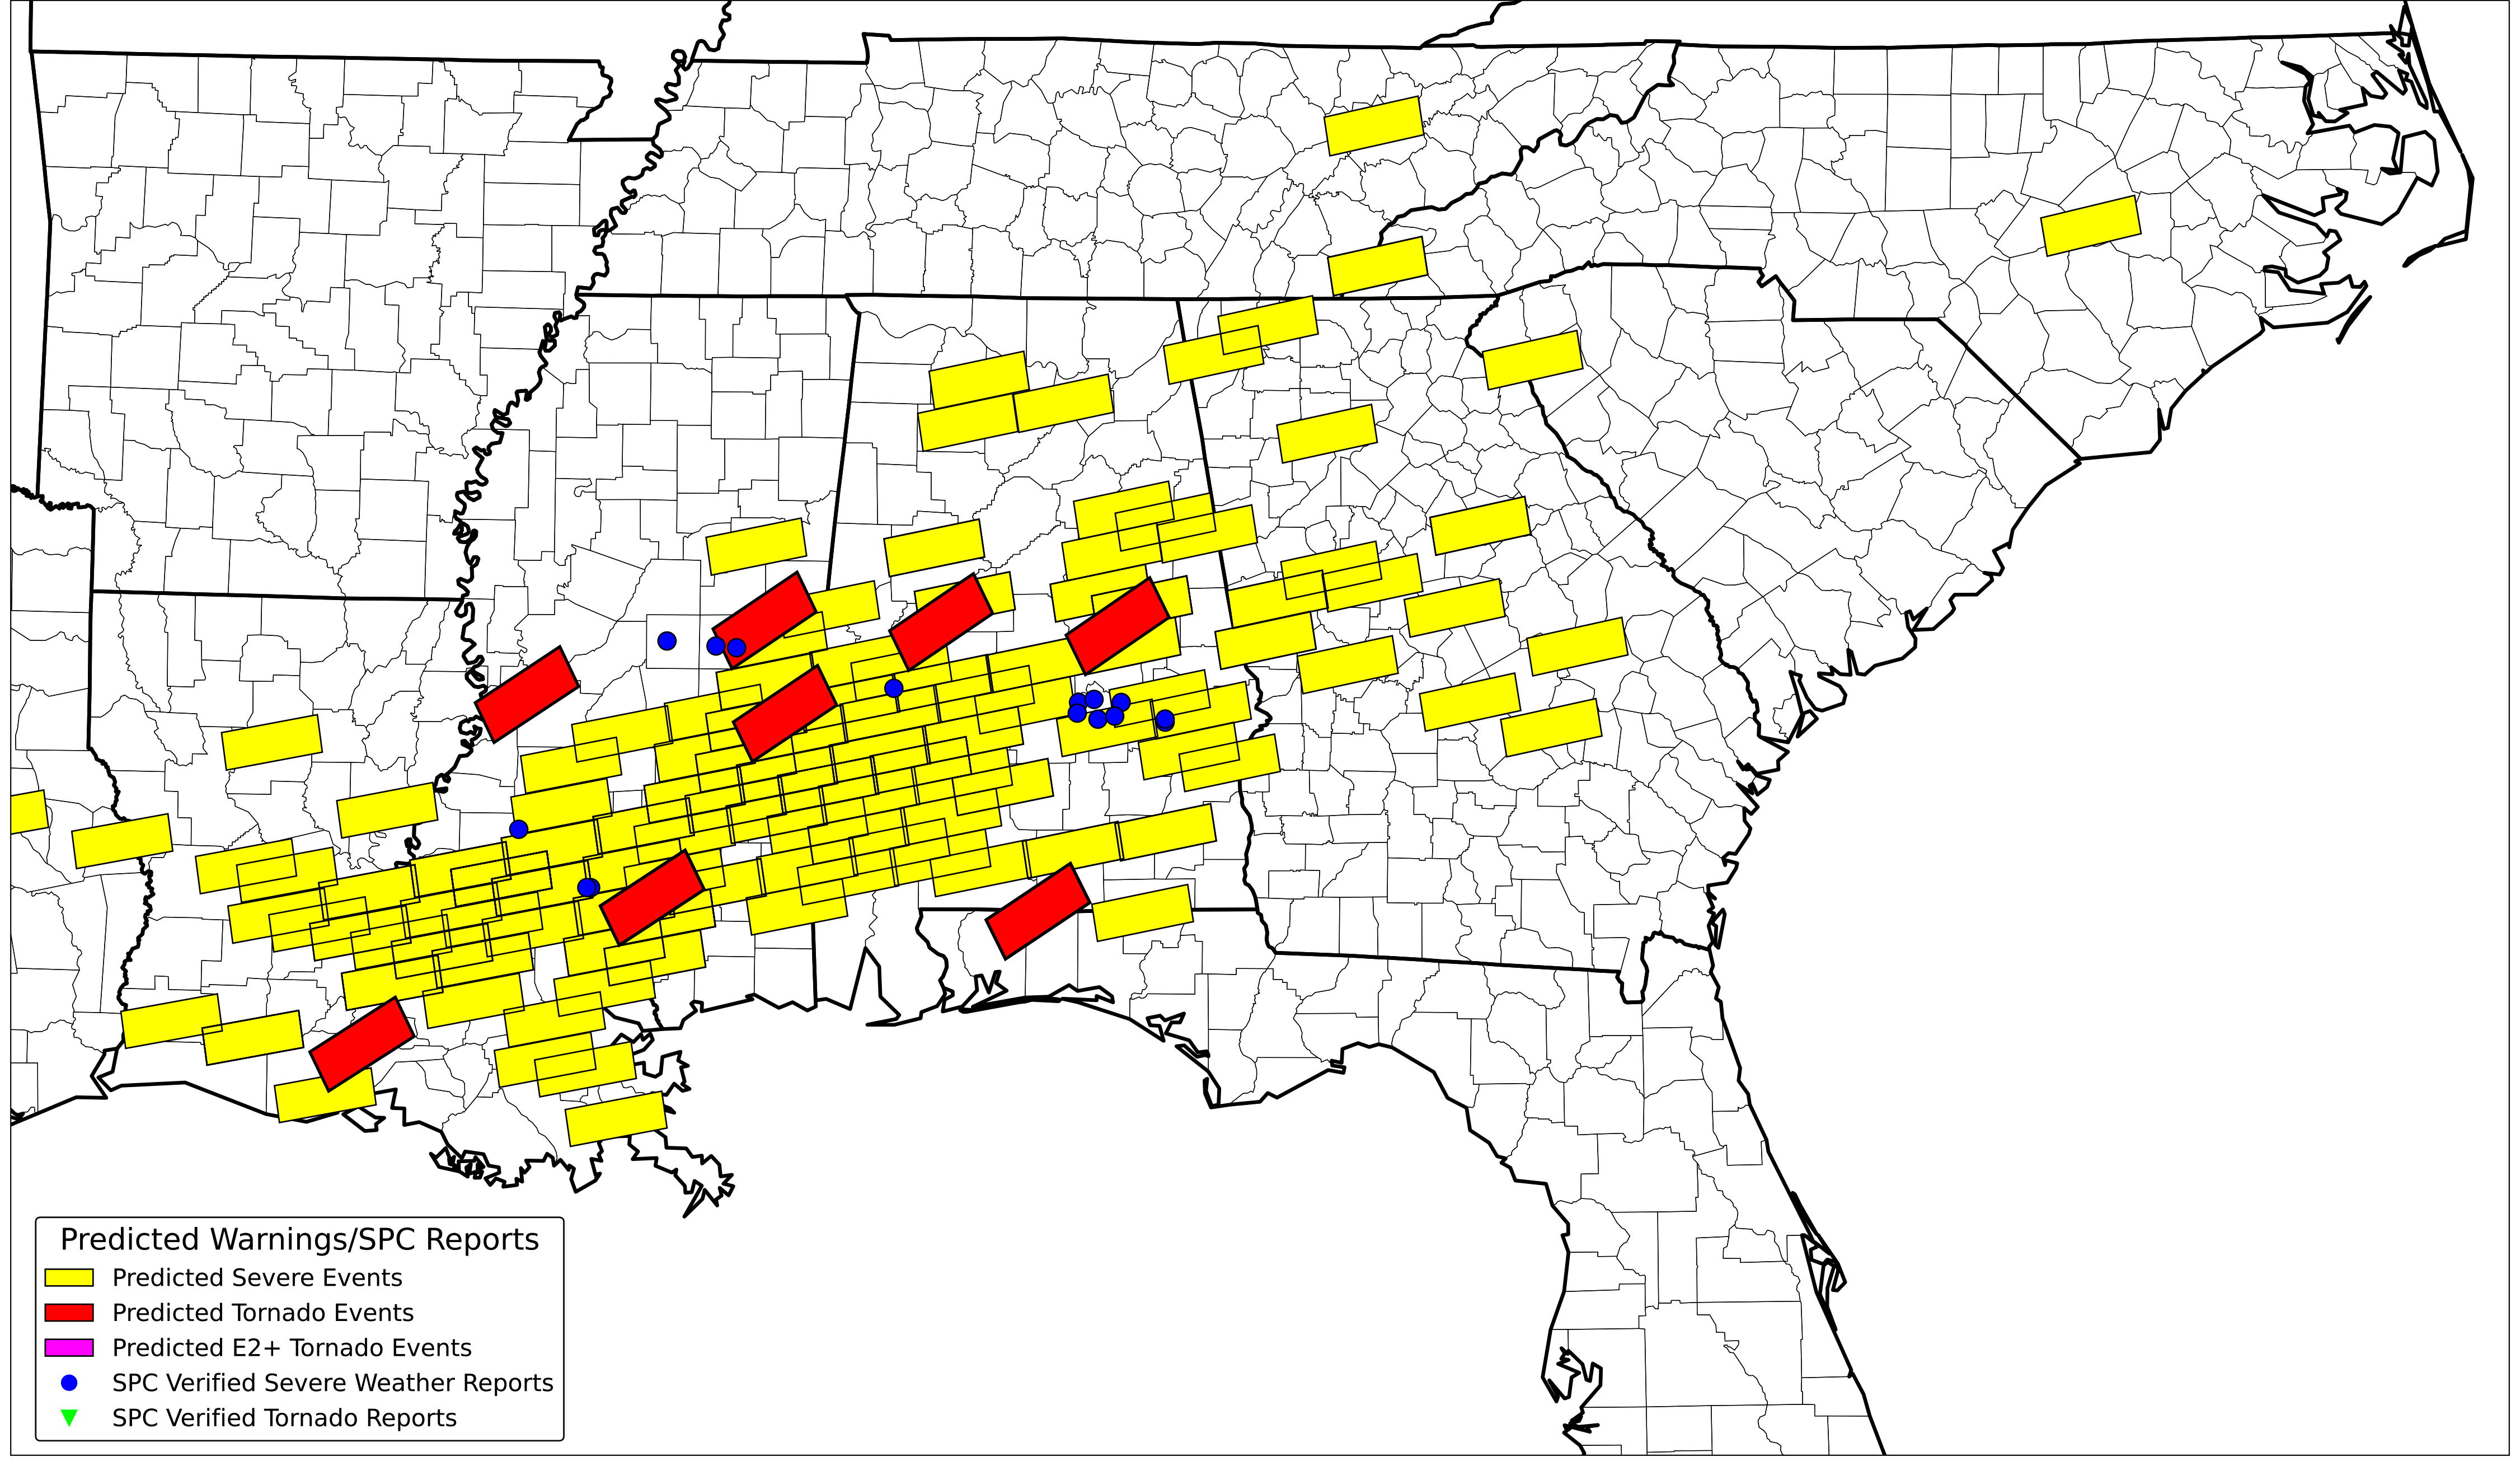 Predicted Warnings/SPC Reports
Predicted Severe Events
Predicted Tornado Events
Predicted E2+ Tornado Events
SPC Verified Severe Weather Reports
SPC Verified Tornado Reports